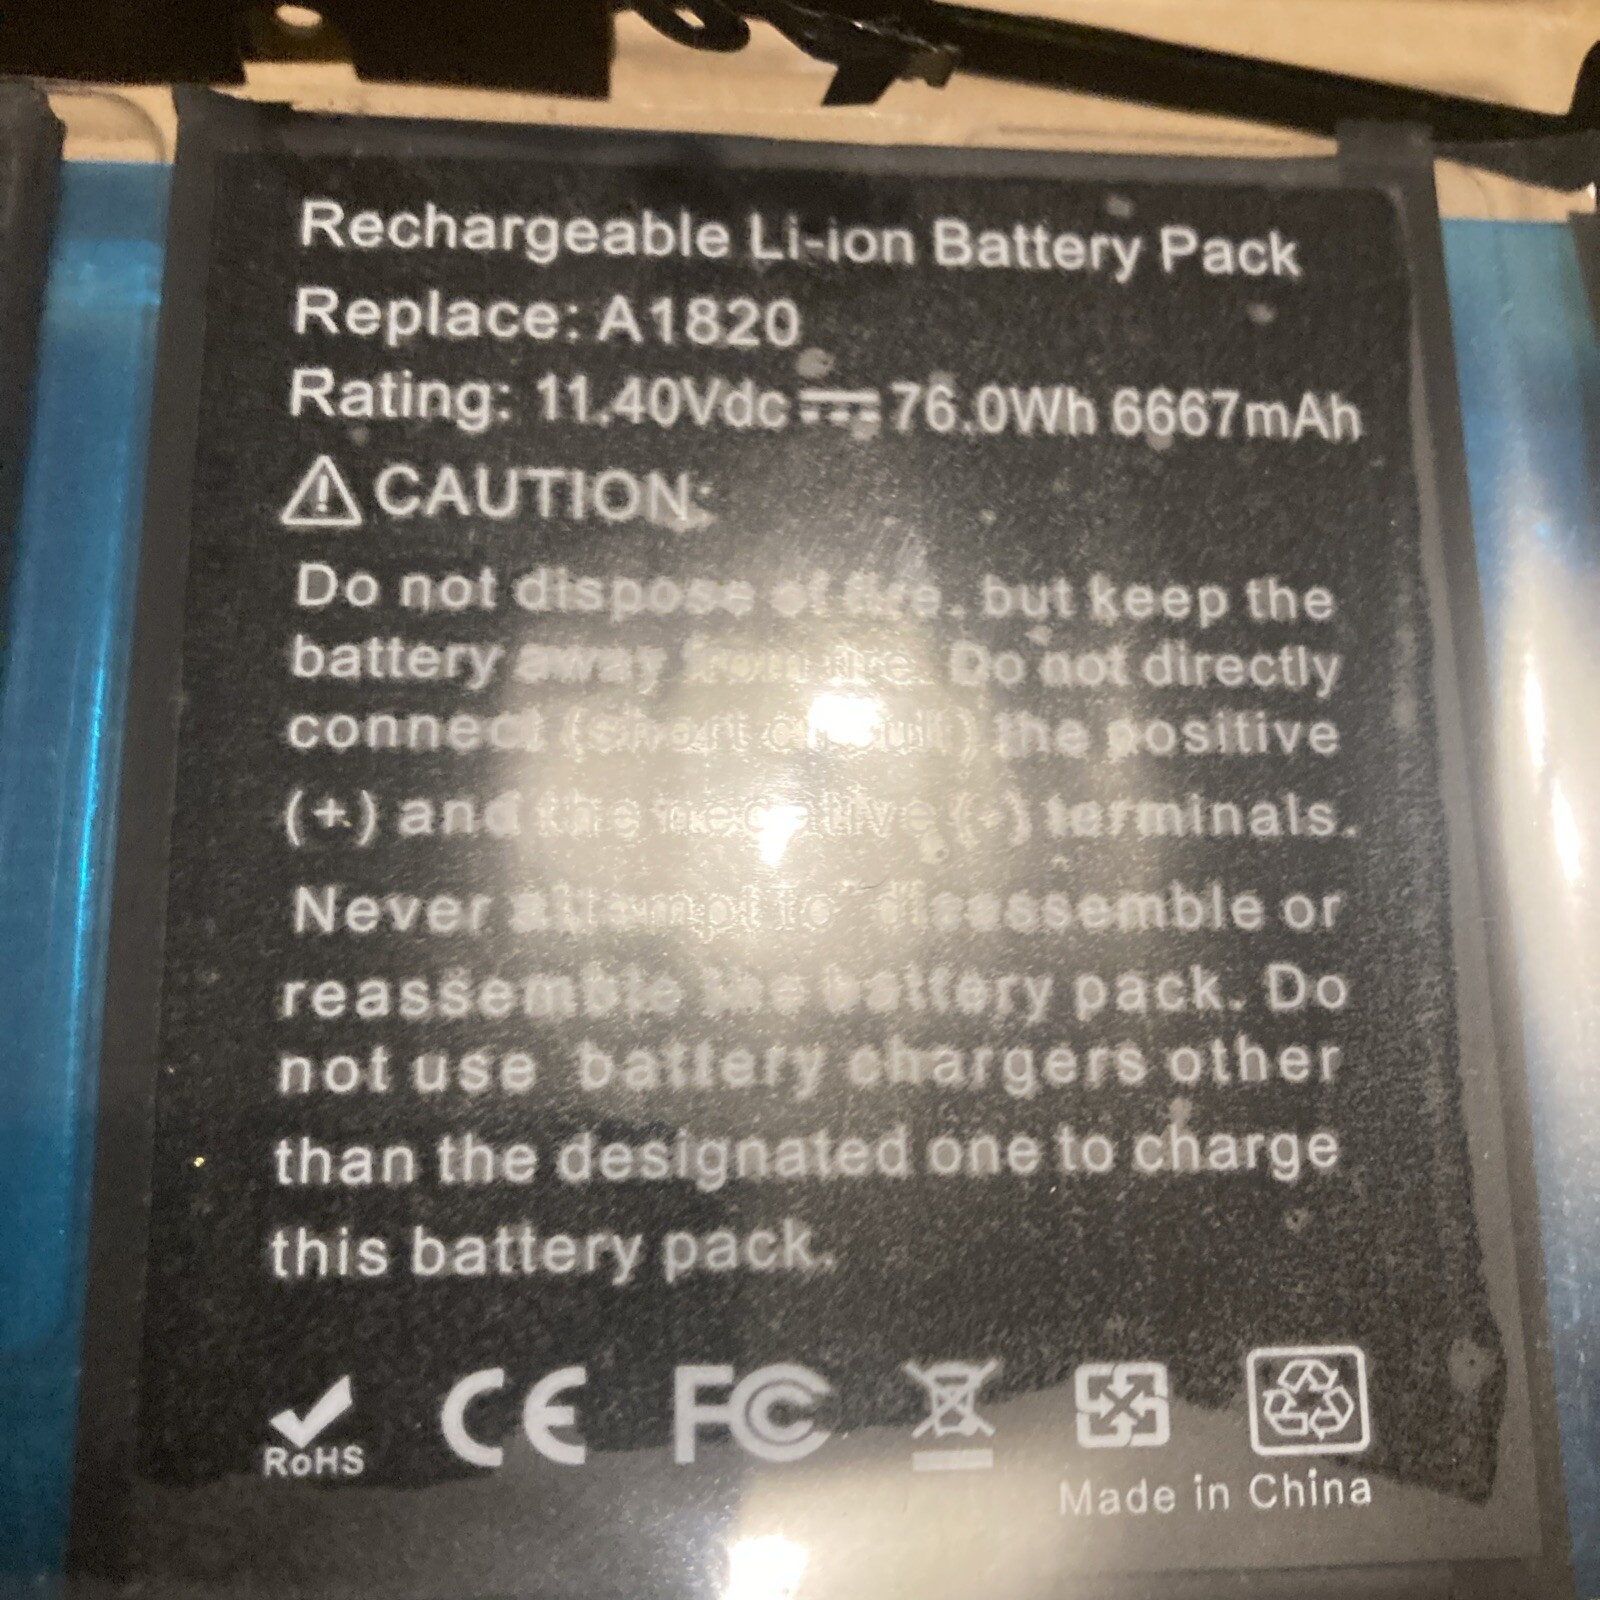 Rechargeable Li-ion Battery Pack
Replace: A1820
Rating: 11.40Vdc⎓76.0Wh 6667mAh
CAUTION:
Do not dispose of fire. but keep the
battery away from fire. Do not directly
connect (short circuit) the positive
(+) and the negative (-) terminals.
Never attempt to disassemble or
reassemble the battery pack. Do
not use battery chargers other
than the designated one to charge
this battery pack.
RoHS CE FC
Made in China